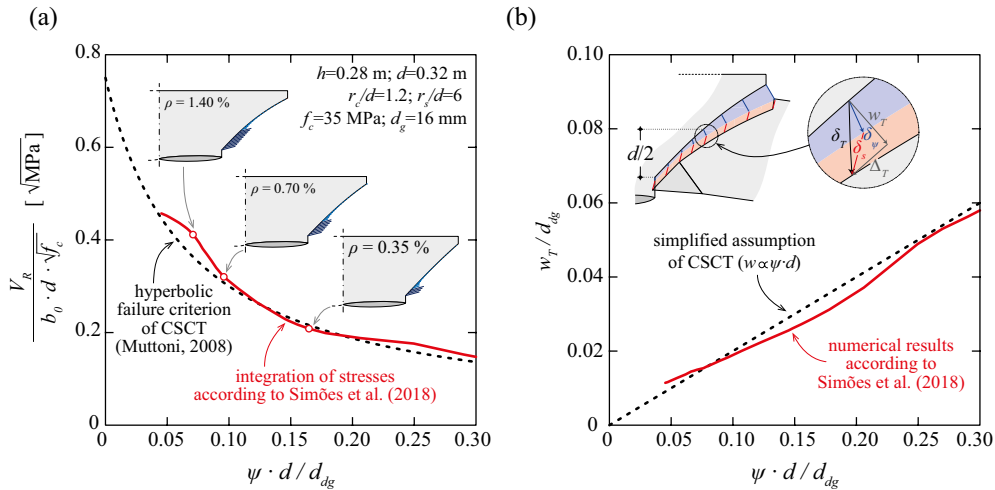 (a)
0.8
0.6
0.4
0.2
0
V_R
b_0 · d · √f_c
[ √MPa ]
h=0.28 m; d=0.32 m
r_c/d=1.2; r_s/d=6
f_c=35 MPa; d_g=16 mm
ρ = 1.40 %
ρ = 0.70 %
ρ = 0.35 %
hyperbolic
failure criterion
of CSCT
(Muttoni, 2008)
integration of stresses
according to Simões et al. (2018)
0 0.05 0.10 0.15 0.20 0.25 0.30
ψ · d / d_dg
(b)
0.10
0.08
0.06
0.04
0.02
0
w_T / d_dg
d/2
w_T
δ_T
δ_ψ
δ_s
Δ_T
simplified assumption
of CSCT (w∝ψ·d)
numerical results
according to
Simões et al. (2018)
0 0.05 0.10 0.15 0.20 0.25 0.30
ψ · d / d_dg